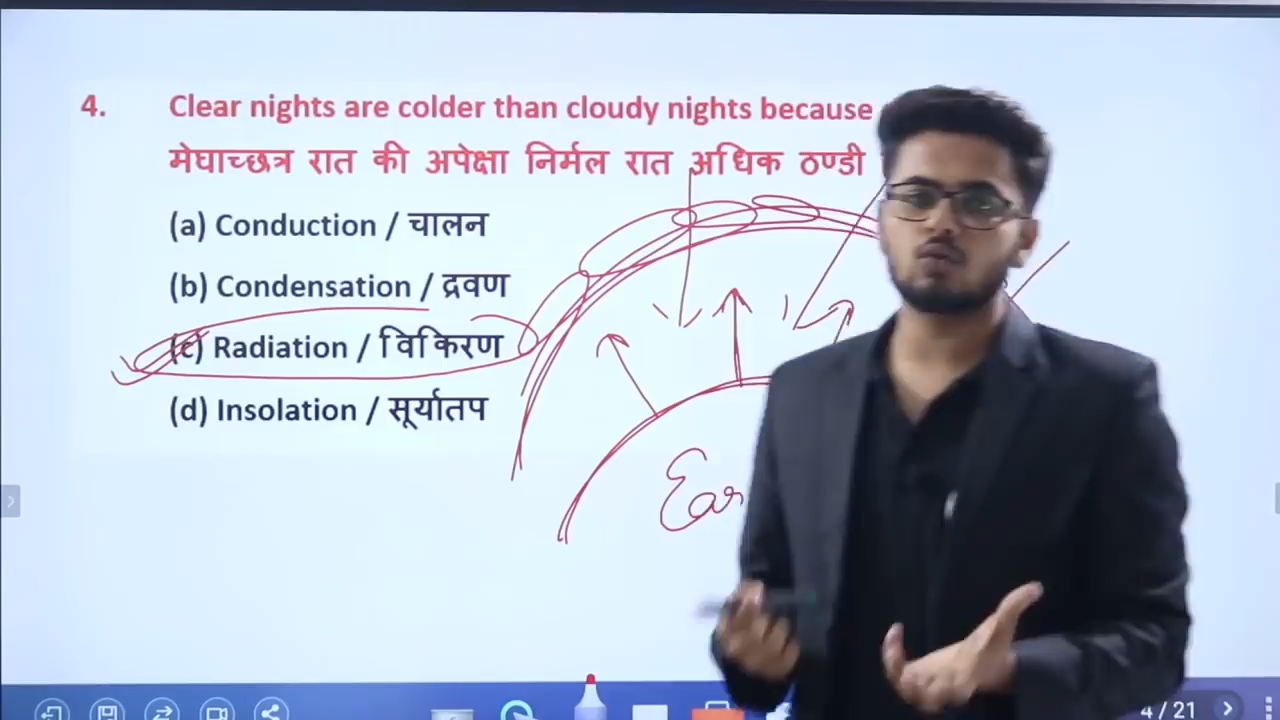 4. Clear nights are colder than cloudy nights because
मेघाच्छत्र रात की अपेक्षा निर्मल रात अधिक ठण्डी
(a) Conduction / चालन
(b) Condensation / द्रवण
(c) Radiation / विकिरण
(d) Insolation / सूर्यातप
Ear
4 / 21